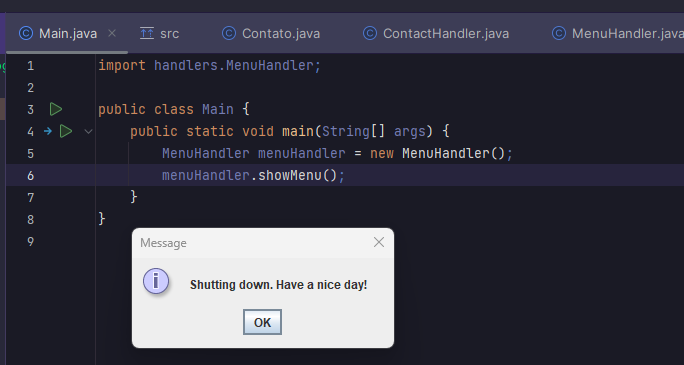 Main.java src Contato.java ContactHandler.java MenuHandler.java
1 import handlers.MenuHandler;
2
3 public class Main {
4 public static void main(String[] args) {
5 MenuHandler menuHandler = new MenuHandler();
6 menuHandler.showMenu();
7 }
8 }
9
Message
Shutting down. Have a nice day!
OK